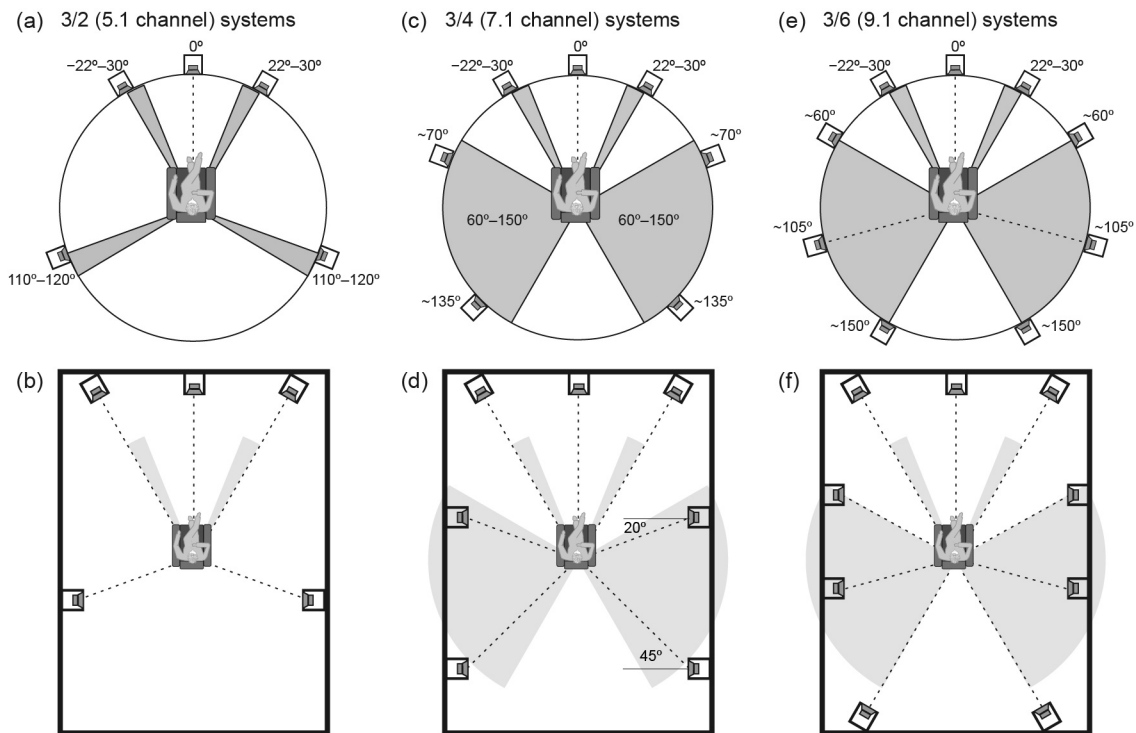 (a) 3/2 (5.1 channel) systems
0º
−22º–30º
22º–30º
110º–120º
110º–120º
(c) 3/4 (7.1 channel) systems
0º
−22º–30º
22º–30º
~70º
~70º
60º–150º
60º–150º
~135º
~135º
(e) 3/6 (9.1 channel) systems
0º
−22º–30º
22º–30º
~60º
~60º
~105º
~105º
~150º
~150º
(b)
(d)
20º
45º
(f)